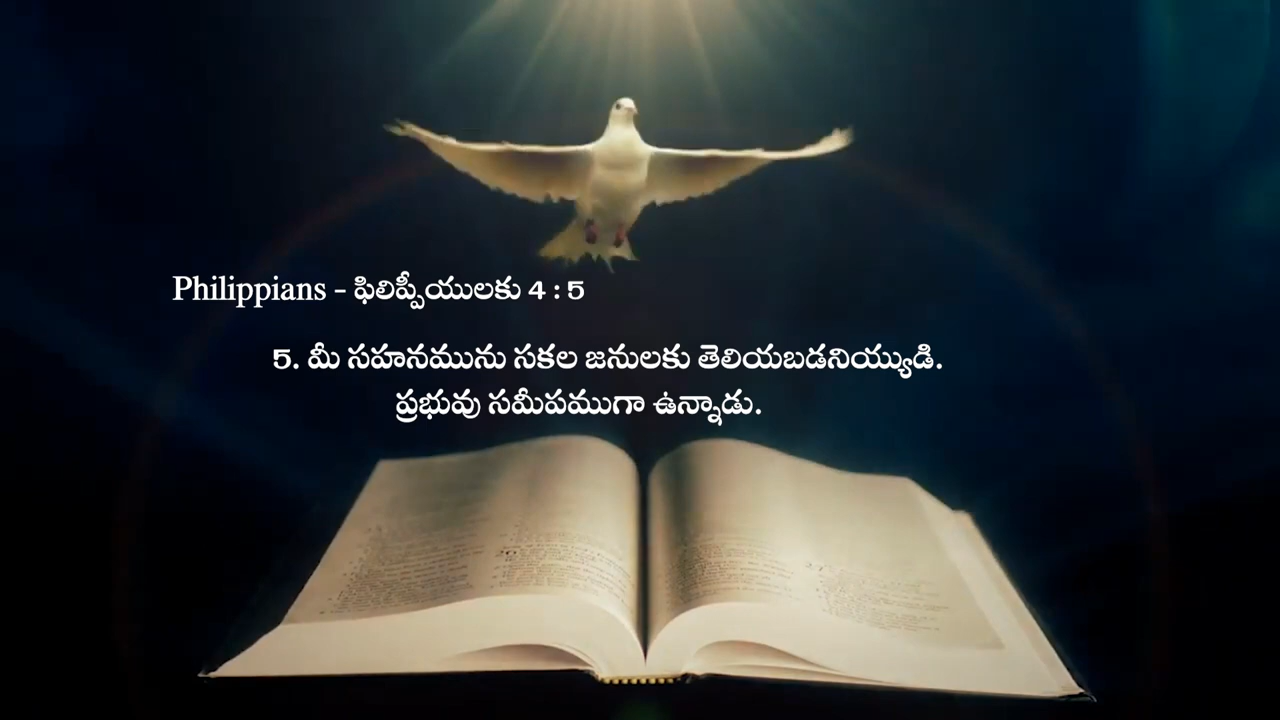 Philippians - ఫిలిప్పీయులకు 4 : 5
5. మీ సహనమును సకల జనులకు తెలియబడనియ్యుడి.
ప్రభువు సమీపముగా ఉన్నాడు.